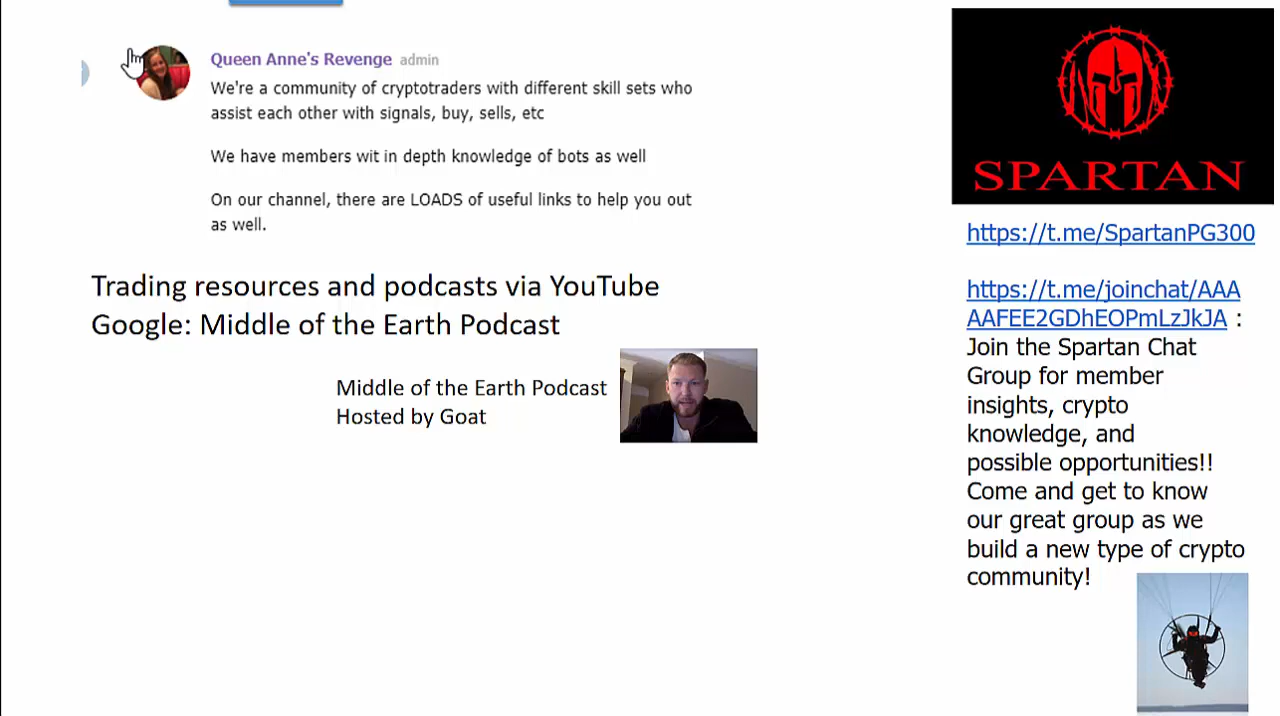 Queen Anne's Revenge admin
We're a community of cryptotraders with different skill sets who
assist each other with signals, buy, sells, etc
We have members wit in depth knowledge of bots as well
On our channel, there are LOADS of useful links to help you out
as well.
Trading resources and podcasts via YouTube
Google: Middle of the Earth Podcast
Middle of the Earth Podcast
Hosted by Goat
SPARTAN
https://t.me/SpartanPG300
https://t.me/joinchat/AAA
AAFEE2GDhEOPmLzJkJA :
Join the Spartan Chat
Group for member
insights, crypto
knowledge, and
possible opportunities!!
Come and get to know
our great group as we
build a new type of crypto
community!